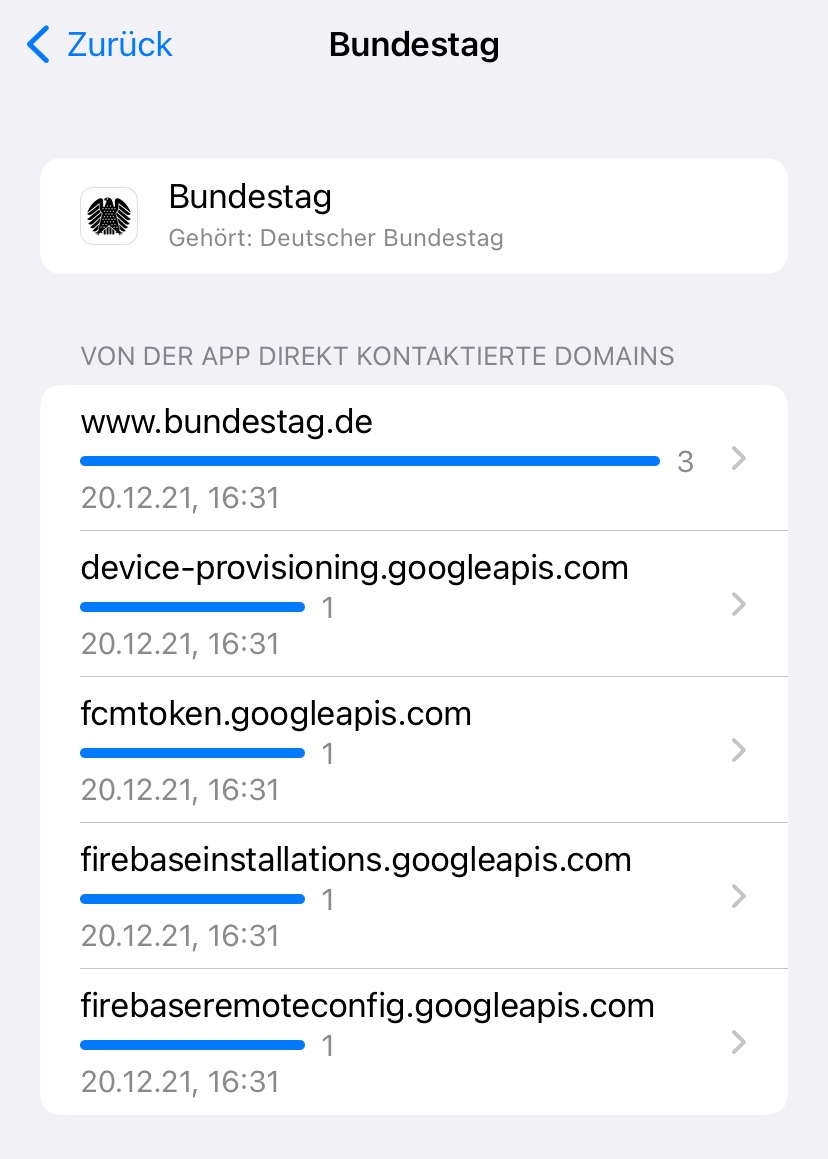 Zurück
Bundestag
Bundestag
Gehört: Deutscher Bundestag
VON DER APP DIREKT KONTAKTIERTE DOMAINS
www.bundestag.de
3
20.12.21, 16:31
device-provisioning.googleapis.com
1
20.12.21, 16:31
fcmtoken.googleapis.com
1
20.12.21, 16:31
firebaseinstallations.googleapis.com
1
20.12.21, 16:31
firebaseremoteconfig.googleapis.com
1
20.12.21, 16:31